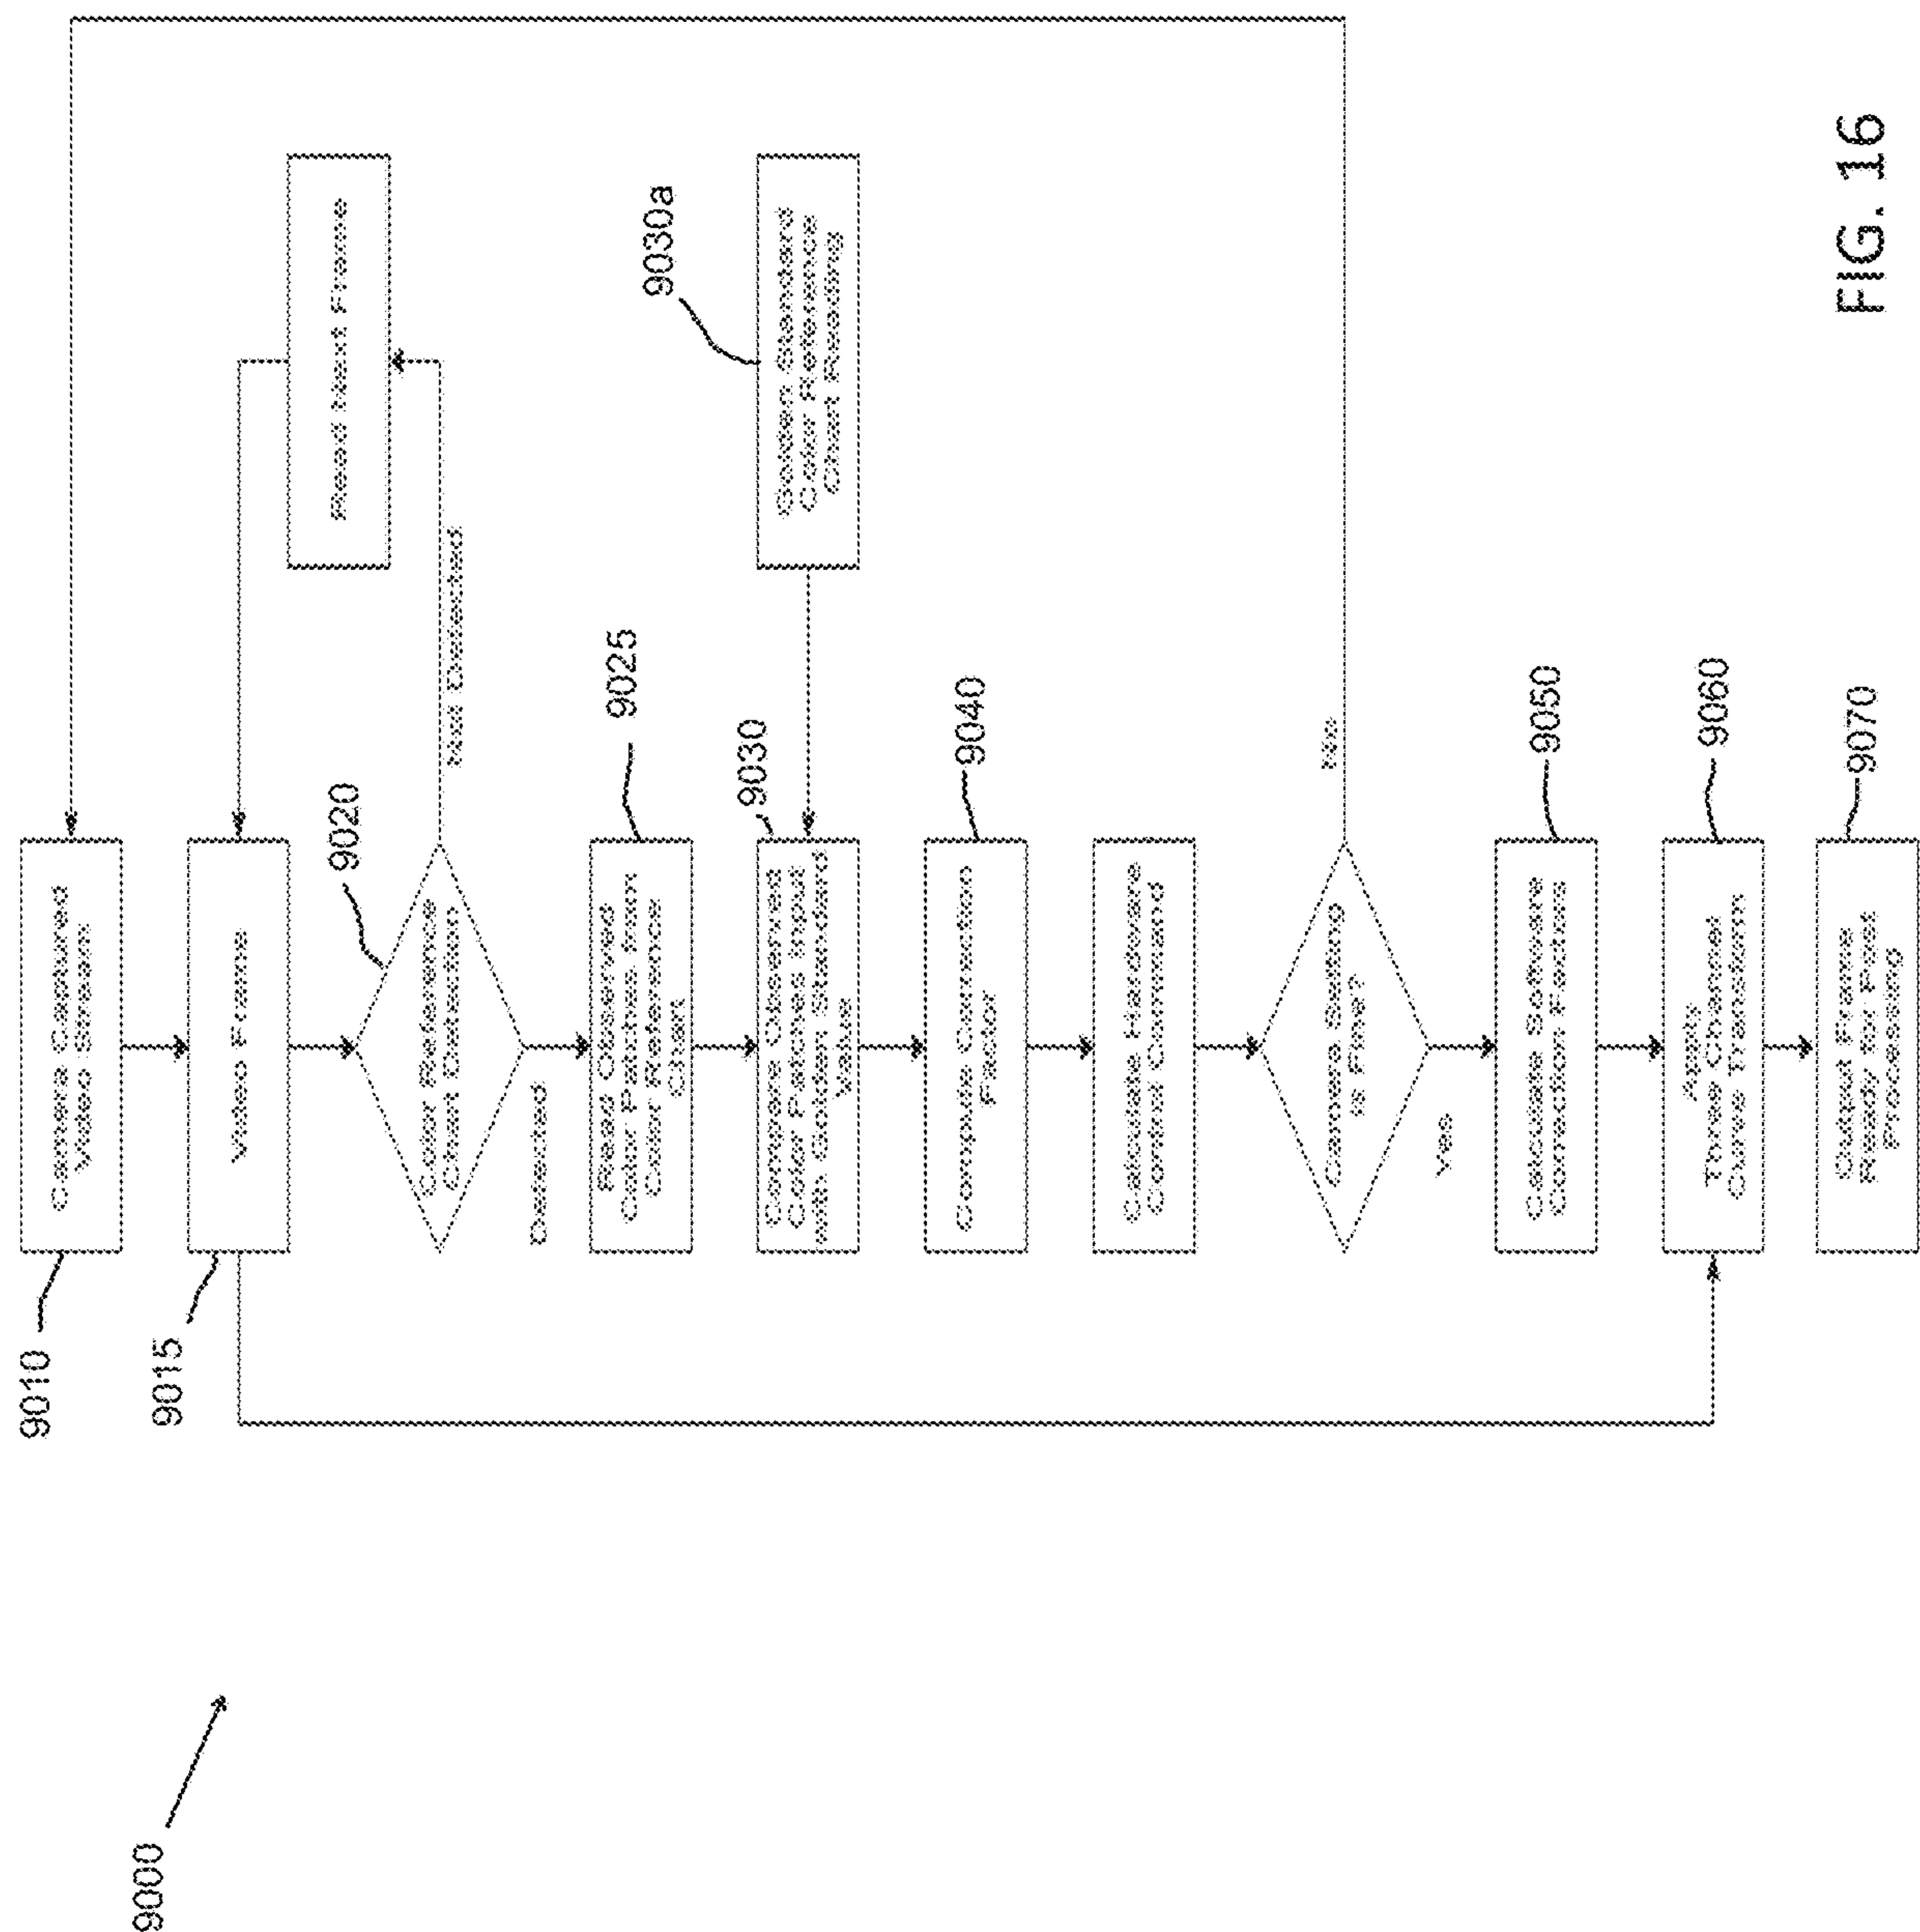 9000
9010
Camera Captured
Video Stream
9015
Video Frame
9020
Color Reference
Chart Detection
Not Detected
Read Next Frame
Detected
9025
Read Observed
Color Patches from
Color Reference
Chart
9030
Compare Observed
Color Patches Input
with Golden Standard
Value
9030a
Golden Standard
Color Reference
Chart Reading
9040
Compute Correction
Factor
Calculate Hardware
Control Command
Camera Setting
is Fine?
No
Yes
9050
Calculate Software
Correction Factors
9060
Apply
Three Channel
Curve Transform
9070
Output Frame
Ready for Post
Processing
FIG. 16